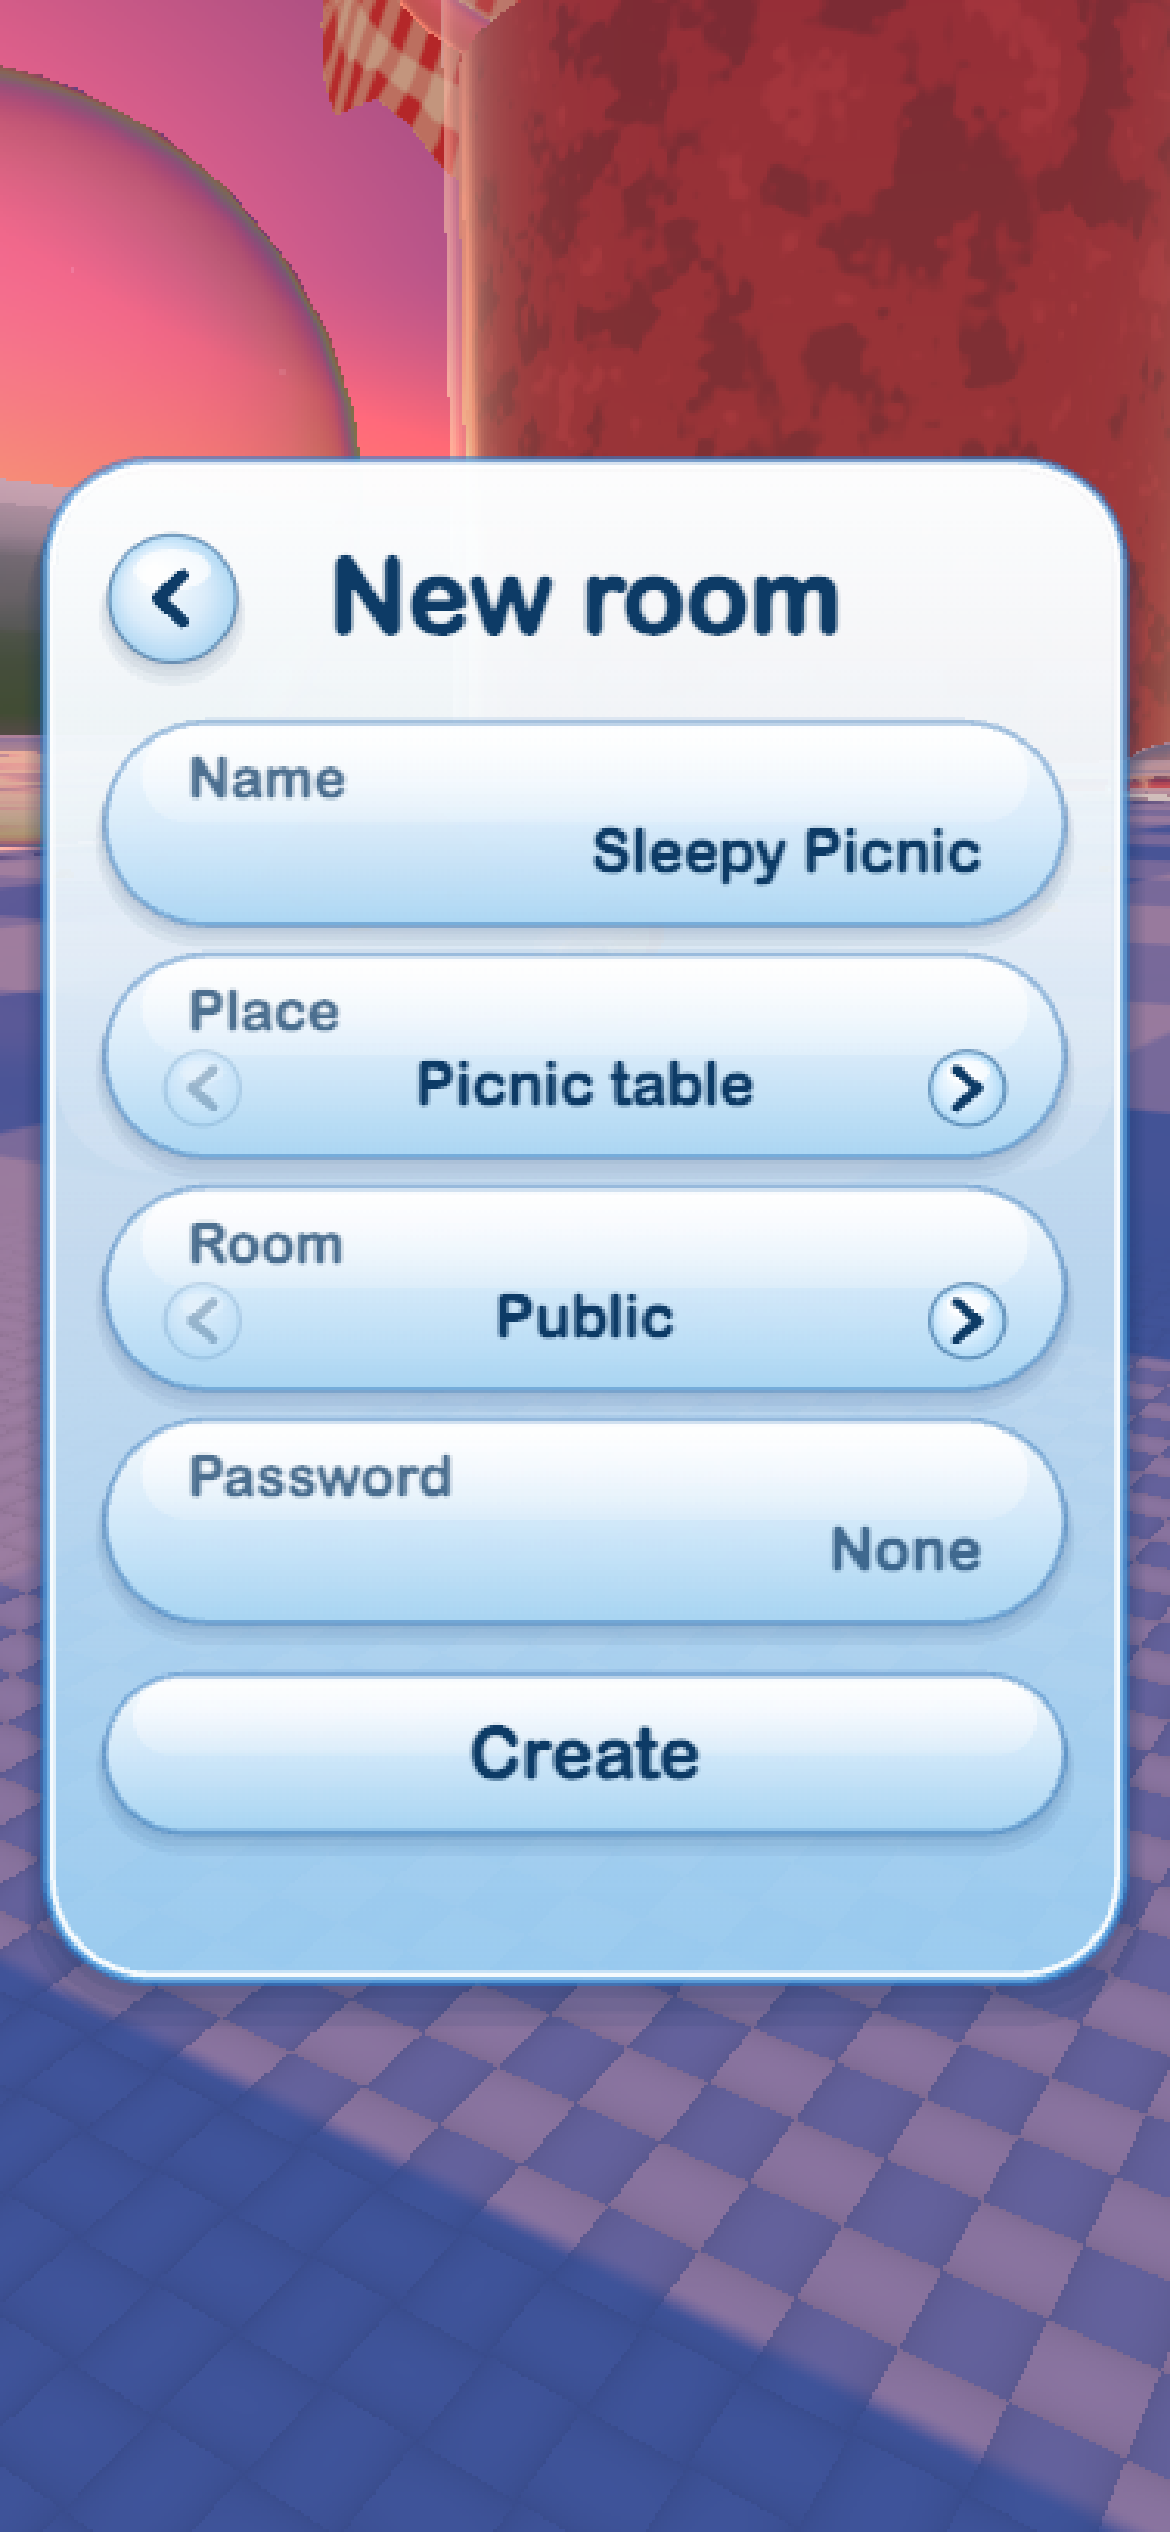 New room
Name
Sleepy Picnic
Place
Picnic table
Room
Public
Password
None
Create